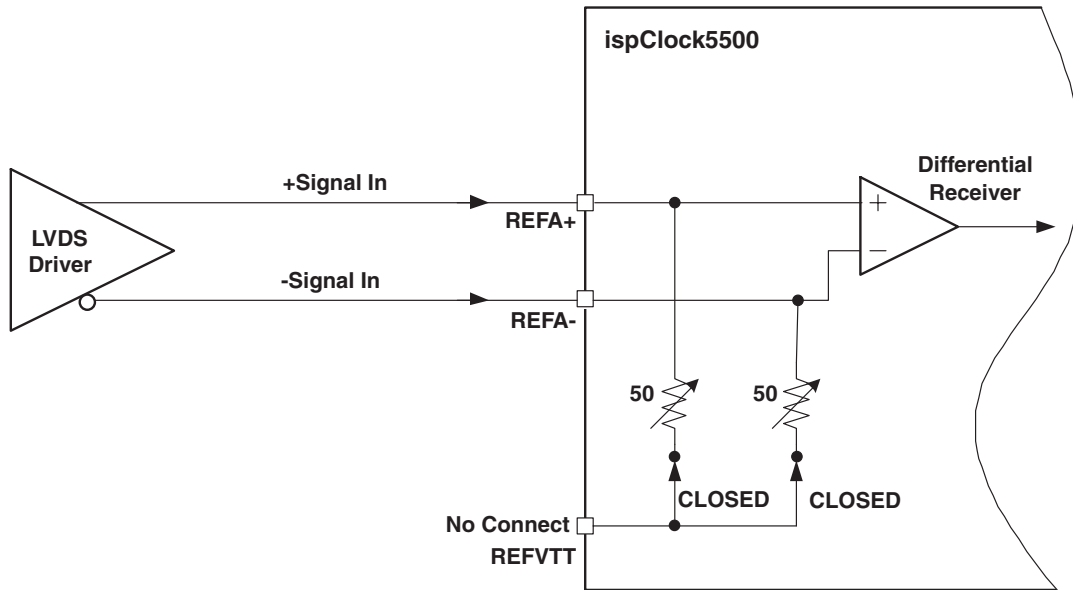 ispClock5500
+Signal In
Differential
Receiver
+
REFA+
LVDS
Driver
−
-Signal In
REFA-
50
50
CLOSED
CLOSED
No Connect
REFVTT